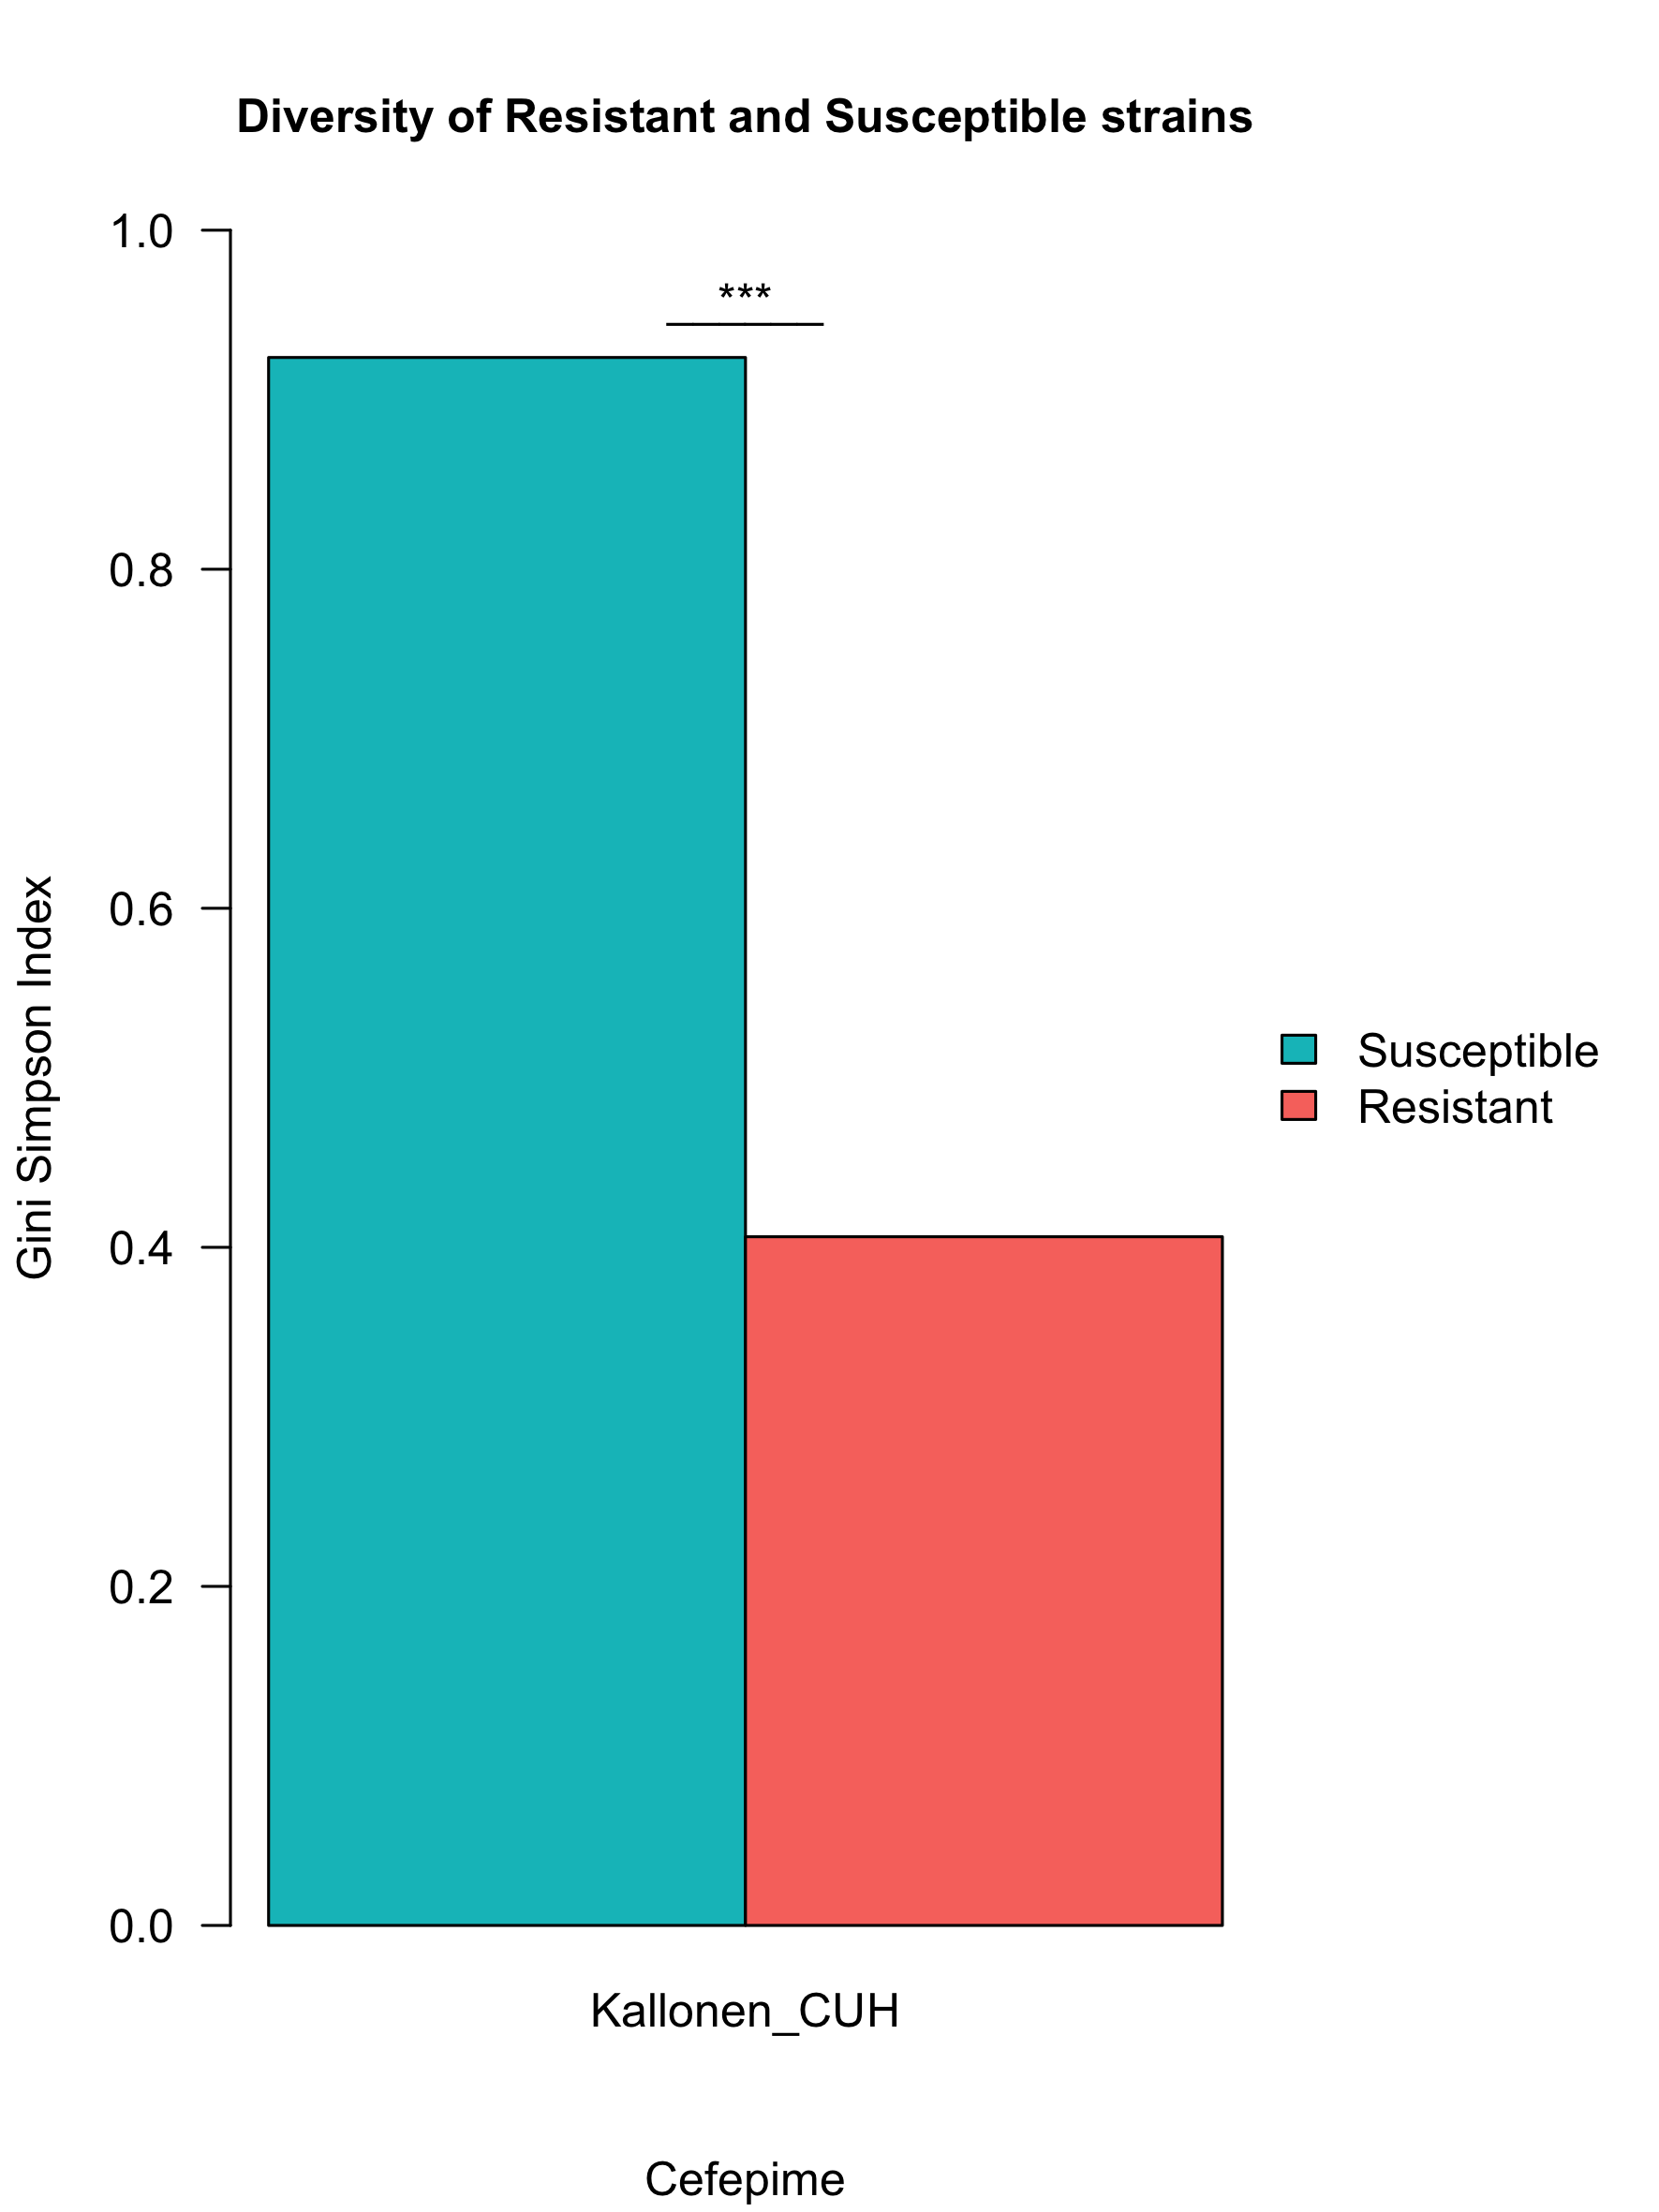 Diversity of Resistant and Susceptible strains
1.0
***
0.8
0.6
Gini Simpson Index
Susceptible
Resistant
0.4
0.2
0.0
Kallonen_CUH
Cefepime